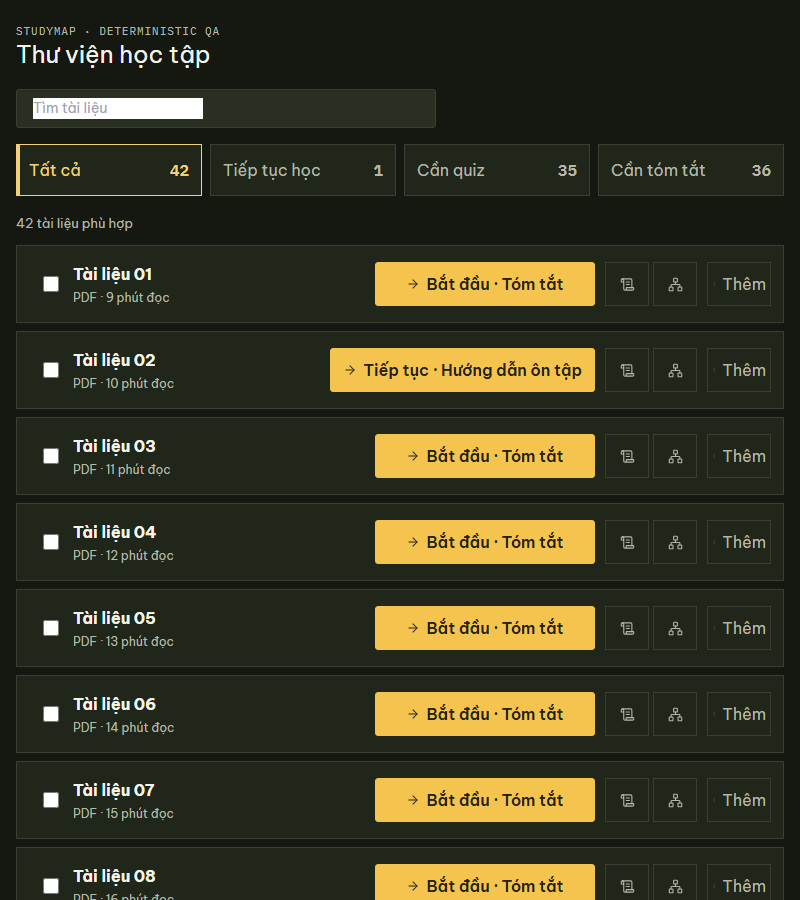 STUDYMAP · DETERMINISTIC QA
Thư viện học tập
Tìm tài liệu
Tất cả 42 Tiếp tục học 1 Cần quiz 35 Cần tóm tắt 36
42 tài liệu phù hợp
Tài liệu 01
PDF · 9 phút đọc
→ Bắt đầu · Tóm tắt Thêm
Tài liệu 02
PDF · 10 phút đọc
→ Tiếp tục · Hướng dẫn ôn tập Thêm
Tài liệu 03
PDF · 11 phút đọc
→ Bắt đầu · Tóm tắt Thêm
Tài liệu 04
PDF · 12 phút đọc
→ Bắt đầu · Tóm tắt Thêm
Tài liệu 05
PDF · 13 phút đọc
→ Bắt đầu · Tóm tắt Thêm
Tài liệu 06
PDF · 14 phút đọc
→ Bắt đầu · Tóm tắt Thêm
Tài liệu 07
PDF · 15 phút đọc
→ Bắt đầu · Tóm tắt Thêm
Tài liệu 08
PDF · 16 phút đọc
→ Bắt đầu · Tóm tắt Thêm